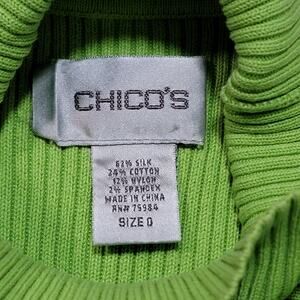 CHICO'S
62% SILK
24% COTTON
12% NYLON
2% SPANDEX
MADE IN CHINA
RN# 75984
SIZE 0